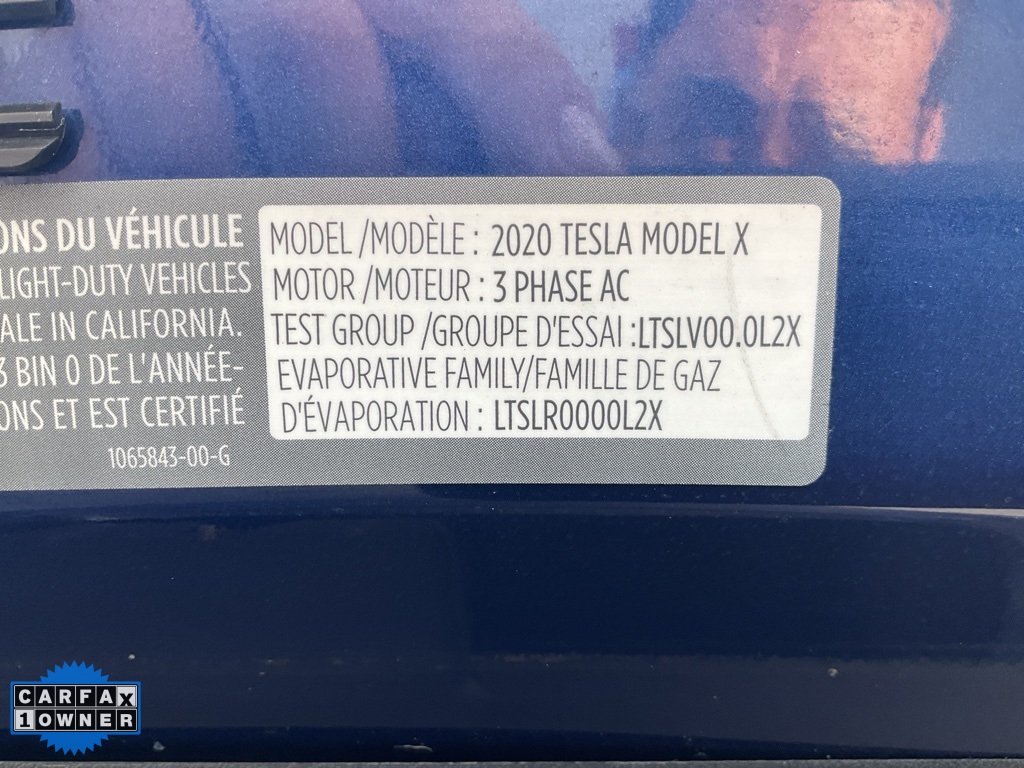 ONS DU VÉHICULE
LIGHT-DUTY VEHICLES
ALE IN CALIFORNIA.
3 BIN 0 DE L'ANNÉE-
ONS ET EST CERTIFIÉ
1065843-00-G
MODEL /MODÈLE : 2020 TESLA MODEL X
MOTOR /MOTEUR : 3 PHASE AC
TEST GROUP /GROUPE D'ESSAI :LTSLV00.0L2X
EVAPORATIVE FAMILY/FAMILLE DE GAZ
D'ÉVAPORATION : LTSLR0000L2X
CARFAX
1 OWNER